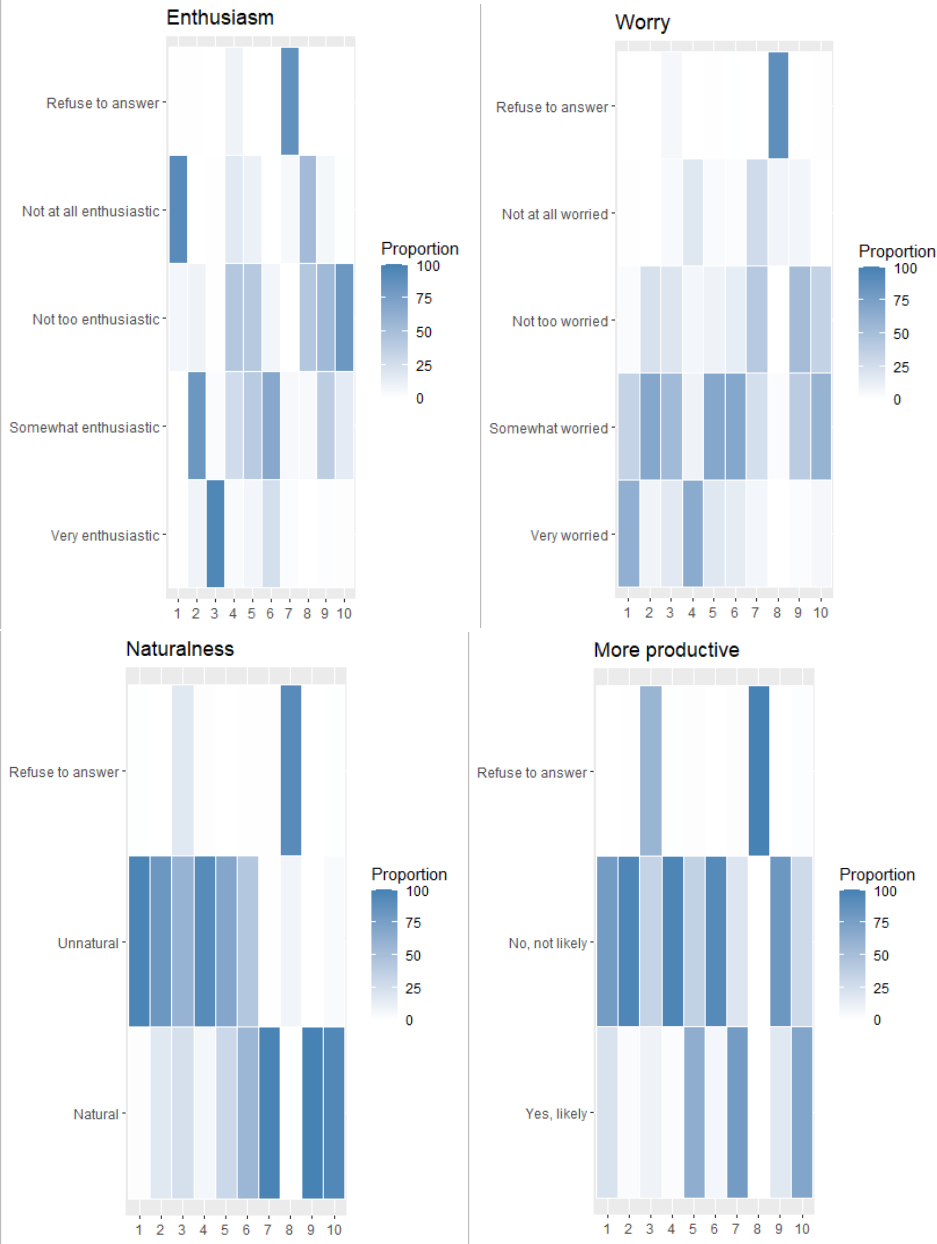 Enthusiasm
Refuse to answer
Not at all enthusiastic
Not too enthusiastic
Somewhat enthusiastic
Very enthusiastic
1 2 3 4 5 6 7 8 9 10
Proportion
100
75
50
25
0
Worry
Refuse to answer
Not at all worried
Not too worried
Somewhat worried
Very worried
1 2 3 4 5 6 7 8 9 10
Proportion
100
75
50
25
0
Naturalness
Refuse to answer
Unnatural
Natural
1 2 3 4 5 6 7 8 9 10
Proportion
100
75
50
25
0
More productive
Refuse to answer
No, not likely
Yes, likely
1 2 3 4 5 6 7 8 9 10
Proportion
100
75
50
25
0